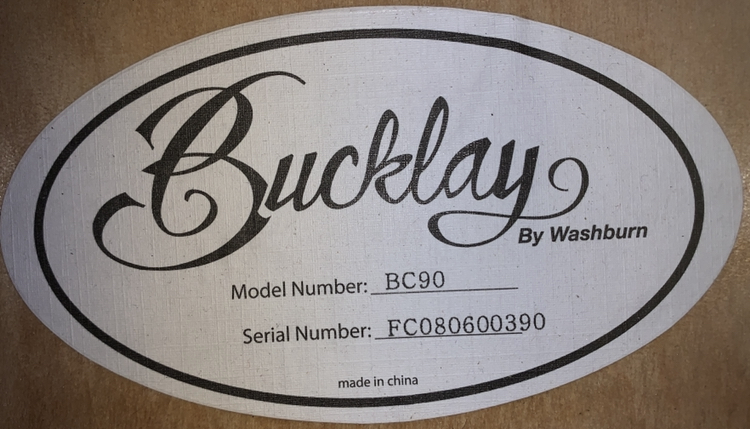 Bucklay
By Washburn
Model Number: BC90
Serial Number: FC080600390
made in china